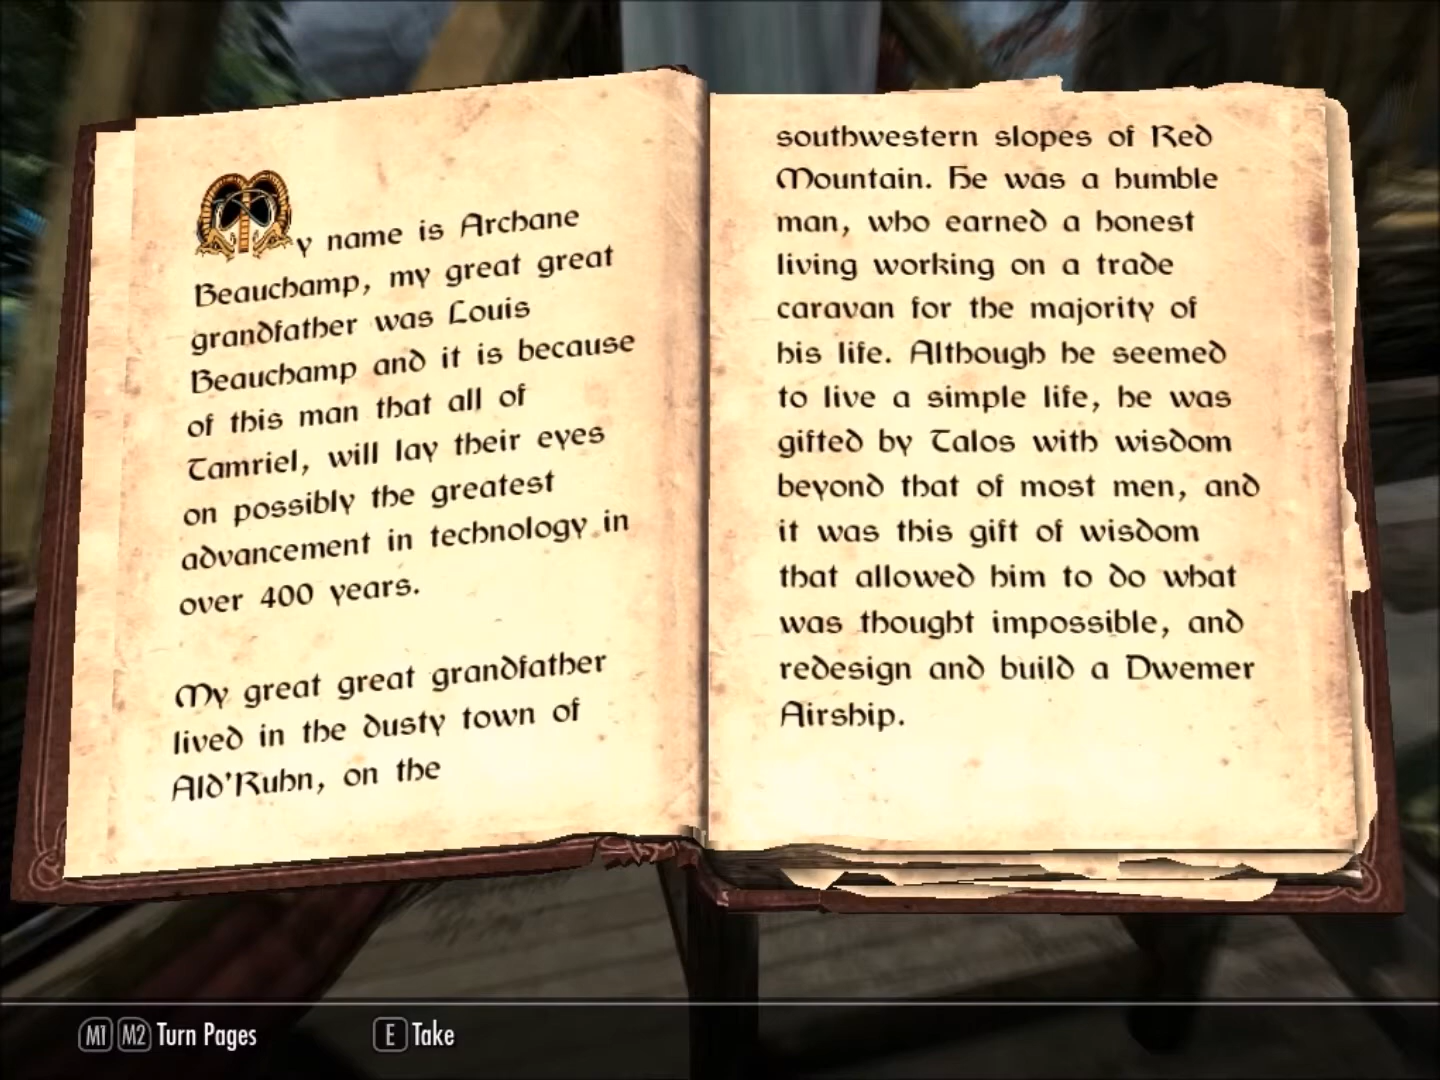 My name is Archane
Beauchamp, my great great
grandfather was Louis
Beauchamp and it is because
of this man that all of
Tamriel, will lay their eyes
on possibly the greatest
advancement in technology in
over 400 years.
My great great grandfather
lived in the dusty town of
Ald'Ruhn, on the
southwestern slopes of Red
Mountain. He was a humble
man, who earned a honest
living working on a trade
caravan for the majority of
his life. Although he seemed
to live a simple life, he was
gifted by Talos with wisdom
beyond that of most men, and
it was this gift of wisdom
that allowed him to do what
was thought impossible, and
redesign and build a Dwemer
Airship.
M1 M2 Turn Pages
E Take